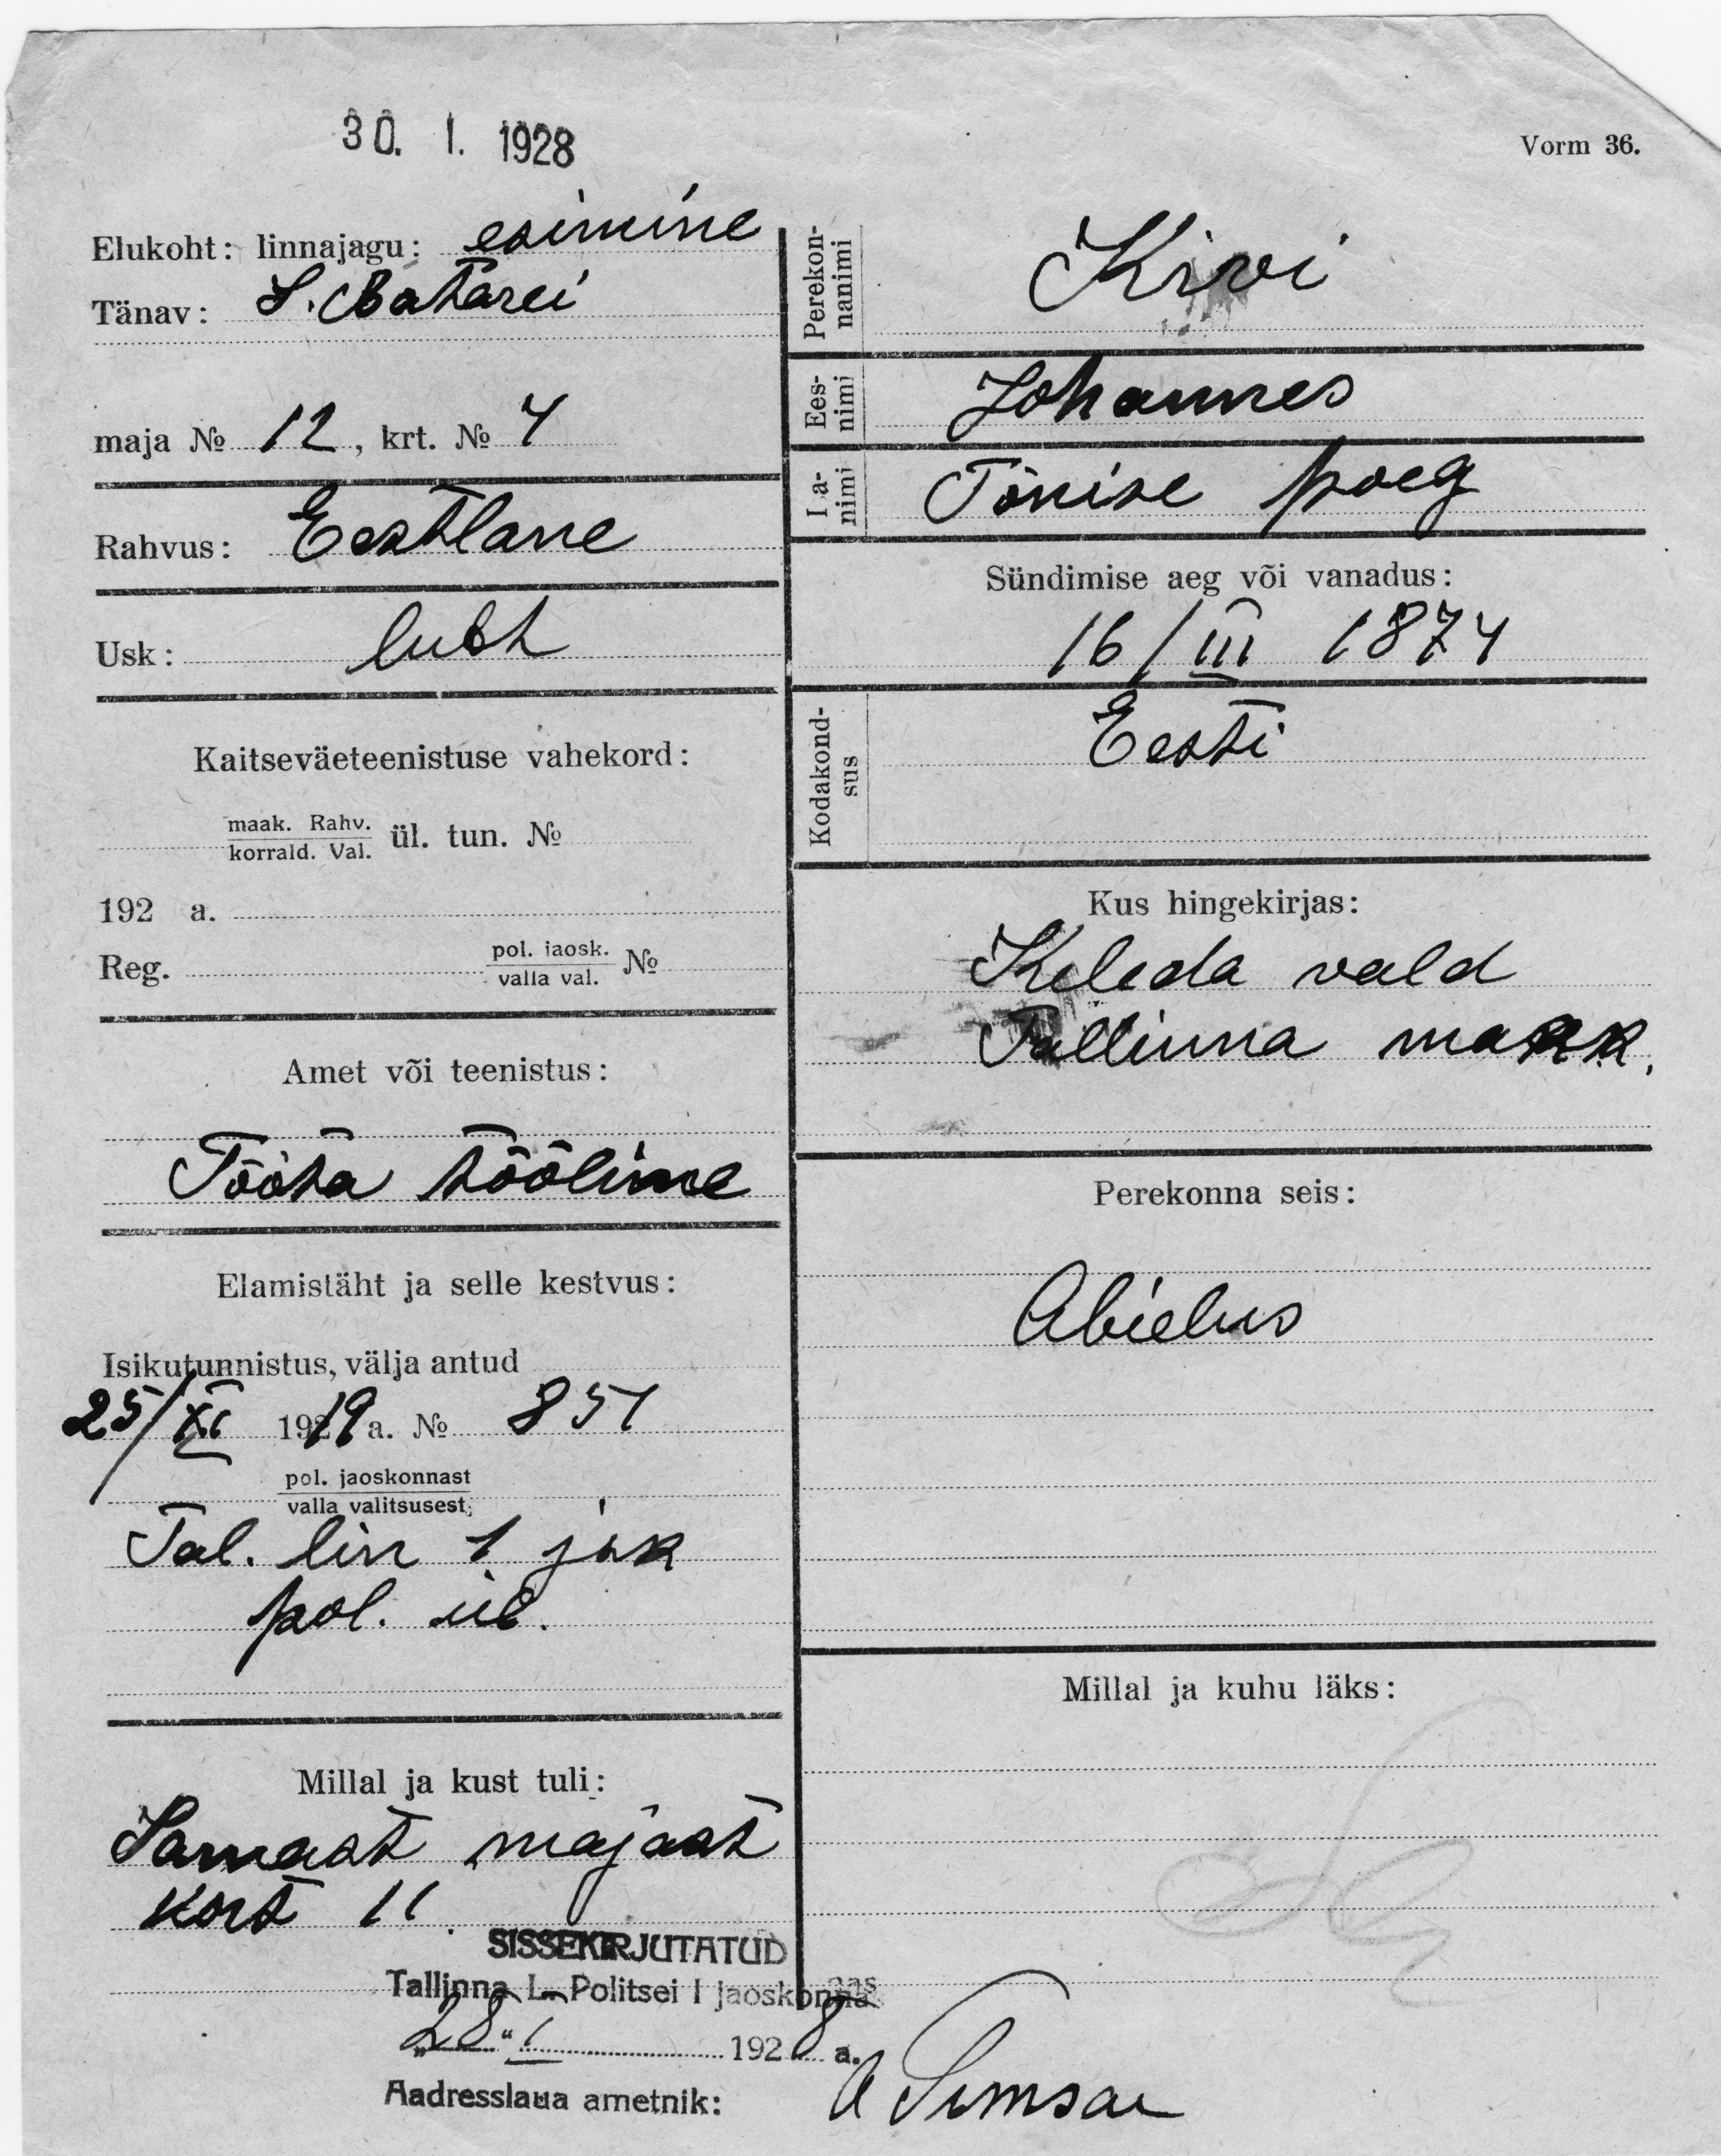 30. I. 1928
Vorm 36.
Elukoht: linnajagu: esimine
Tänav: S. Batarei
maja № 12, krt. № 4
Rahvus: Eestlane
Usk: luth
Kaitseväeteenistuse vahekord:
maak. Rahv.
korrald. Val. ül. tun. №
192 a.
Reg. pol. jaosk.
valla val. №
Amet või teenistus:
Tööta tööline
Elamistäht ja selle kestvus:
Isikutunnistus, välja antud
25/XI 19219 a. № 851
pol. jaoskonnast
valla valitsusest
Tal. lin 1 jsk
pol. ül.
Millal ja kust tuli:
Samast majast
kort 11
Perekon-
nanimi Kivi
Ees-
nimi Johannes
Isa-
nimi Tõnise poeg
Sündimise aeg või vanadus:
16/III 1874
Kodakond-
sus Eesti
Kus hingekirjas:
Keleda vald
Tallinna maak.
Perekonna seis:
Abielus
Millal ja kuhu läks:
SISSEKIRJUTATUD
Tallinna L. Politsei I jaoskonnas
"28" I 1928 a.
Aadresslaua ametnik: